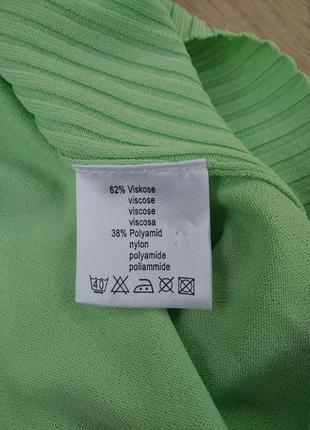 62% Viskose
viscose
viscose
viscosa
38% Polyamid
nylon
polyamide
poliammide
40